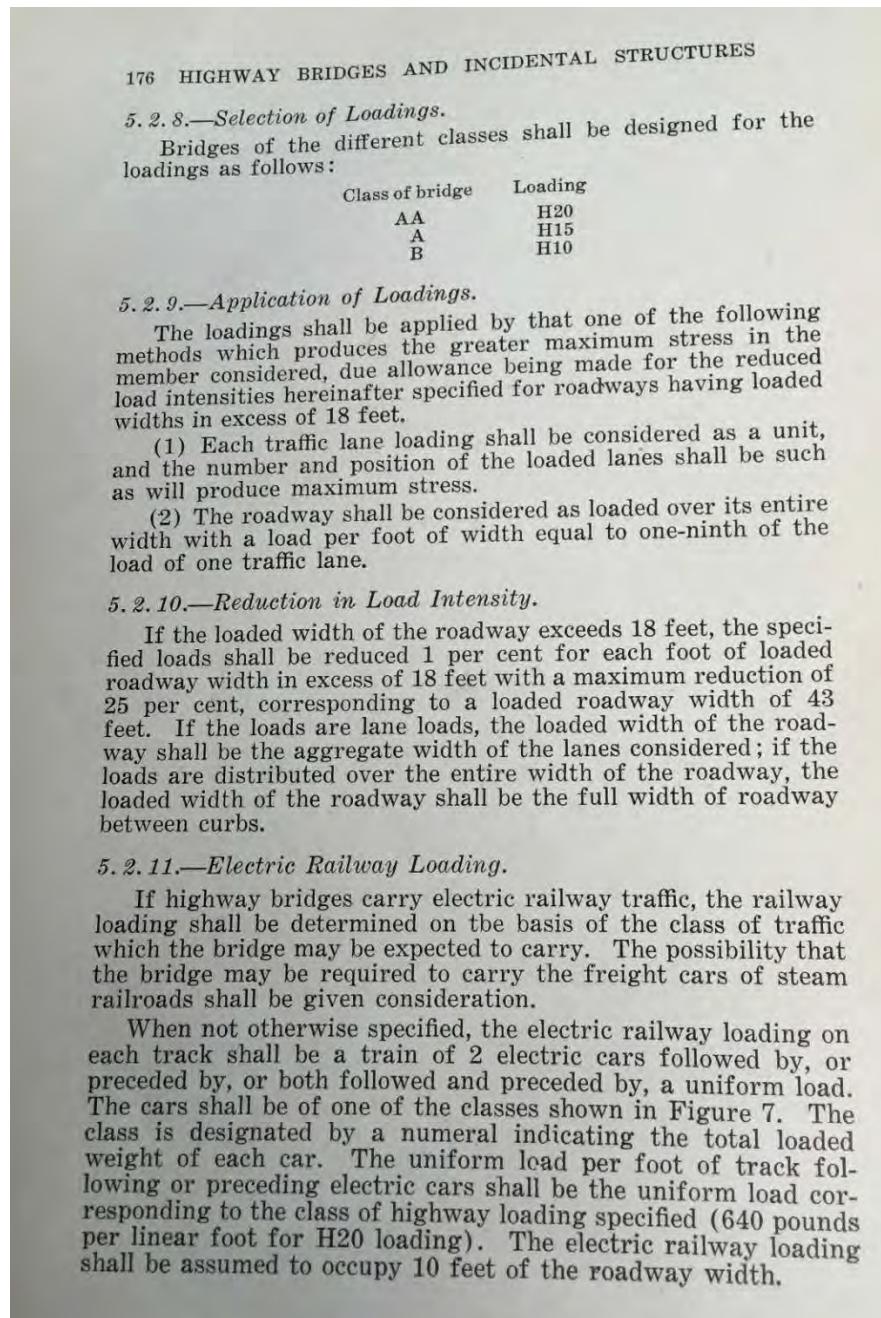 176 HIGHWAY BRIDGES AND INCIDENTAL STRUCTURES
5. 2. 8.—Selection of Loadings.
Bridges of the different classes shall be designed for the
loadings as follows:
Class of bridge Loading
AA H20
A H15
B H10
5. 2. 9.—Application of Loadings.
The loadings shall be applied by that one of the following
methods which produces the greater maximum stress in the
member considered, due allowance being made for the reduced
load intensities hereinafter specified for roadways having loaded
widths in excess of 18 feet.
(1) Each traffic lane loading shall be considered as a unit,
and the number and position of the loaded lanes shall be such
as will produce maximum stress.
(2) The roadway shall be considered as loaded over its entire
width with a load per foot of width equal to one-ninth of the
load of one traffic lane.
5. 2. 10.—Reduction in Load Intensity.
If the loaded width of the roadway exceeds 18 feet, the speci-
fied loads shall be reduced 1 per cent for each foot of loaded
roadway width in excess of 18 feet with a maximum reduction of
25 per cent, corresponding to a loaded roadway width of 43
feet. If the loads are lane loads, the loaded width of the road-
way shall be the aggregate width of the lanes considered; if the
loads are distributed over the entire width of the roadway, the
loaded width of the roadway shall be the full width of roadway
between curbs.
5. 2. 11.—Electric Railway Loading.
If highway bridges carry electric railway traffic, the railway
loading shall be determined on tbe basis of the class of traffic
which the bridge may be expected to carry. The possibility that
the bridge may be required to carry the freight cars of steam
railroads shall be given consideration.
When not otherwise specified, the electric railway loading on
each track shall be a train of 2 electric cars followed by, or
preceded by, or both followed and preceded by, a uniform load.
The cars shall be of one of the classes shown in Figure 7. The
class is designated by a numeral indicating the total loaded
weight of each car. The uniform load per foot of track fol-
lowing or preceding electric cars shall be the uniform load cor-
responding to the class of highway loading specified (640 pounds
per linear foot for H20 loading). The electric railway loading
shall be assumed to occupy 10 feet of the roadway width.